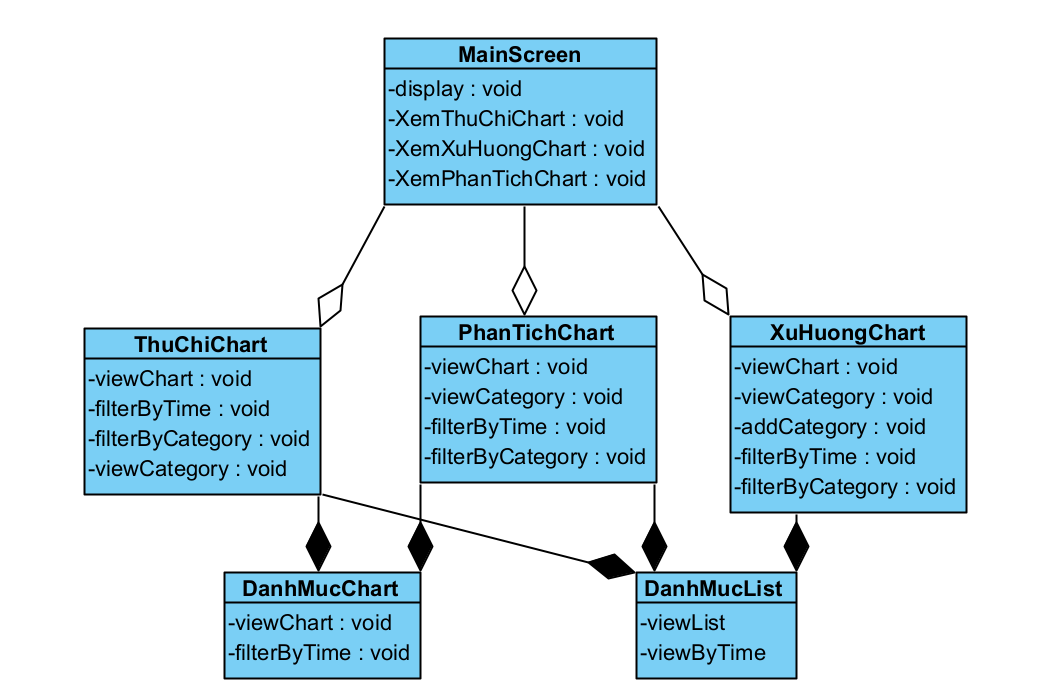 MainScreen
-display : void
-XemThuChiChart : void
-XemXuHuongChart : void
-XemPhanTichChart : void
ThuChiChart
-viewChart : void
-filterByTime : void
-filterByCategory : void
-viewCategory : void
PhanTichChart
-viewChart : void
-viewCategory : void
-filterByTime : void
-filterByCategory : void
XuHuongChart
-viewChart : void
-viewCategory : void
-addCategory : void
-filterByTime : void
-filterByCategory : void
DanhMucChart
-viewChart : void
-filterByTime : void
DanhMucList
-viewList
-viewByTime